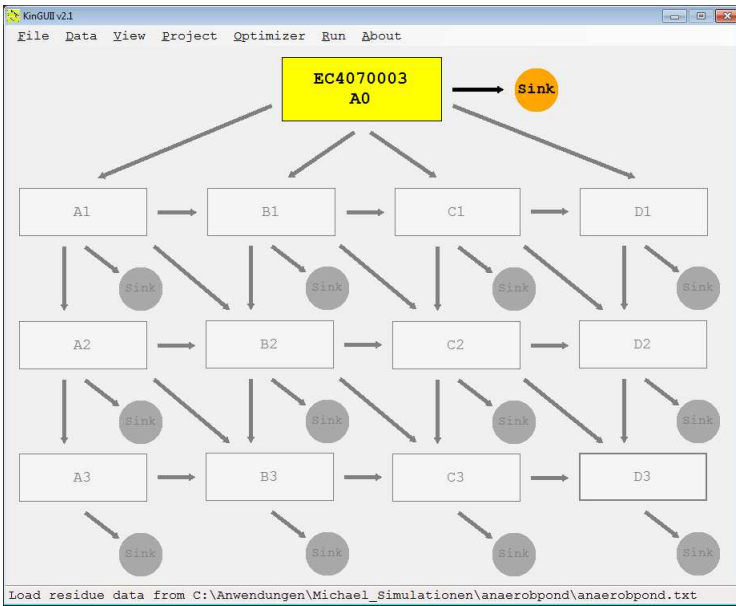 KinGUII v2.1
File Data View Project Optimizer Run About
EC4070003
A0
Sink
A1 B1 C1 D1
Sink Sink Sink Sink
A2 B2 C2 D2
Sink Sink Sink Sink
A3 B3 C3 D3
Sink Sink Sink Sink
Load residue data from C:\Anwendungen\Michael_Simulationen\anaerobpond\anaerobpond.txt